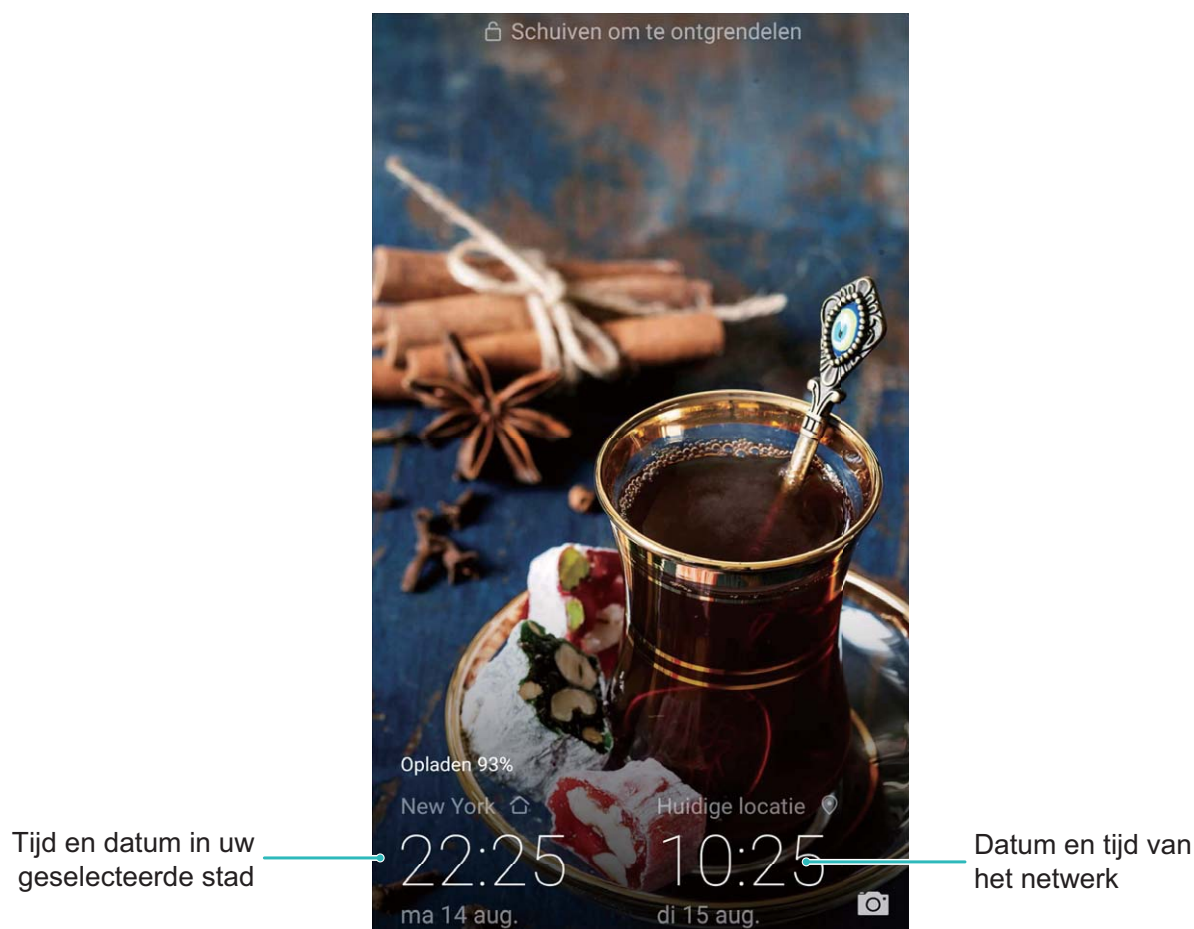 Schuiven om te ontgrendelen
Opladen 93%
New York
Huidige locatie
22:25
10:25
ma 14 aug.
di 15 aug.
Tijd en datum in uw
geselecteerde stad
Datum en tijd van
het netwerk